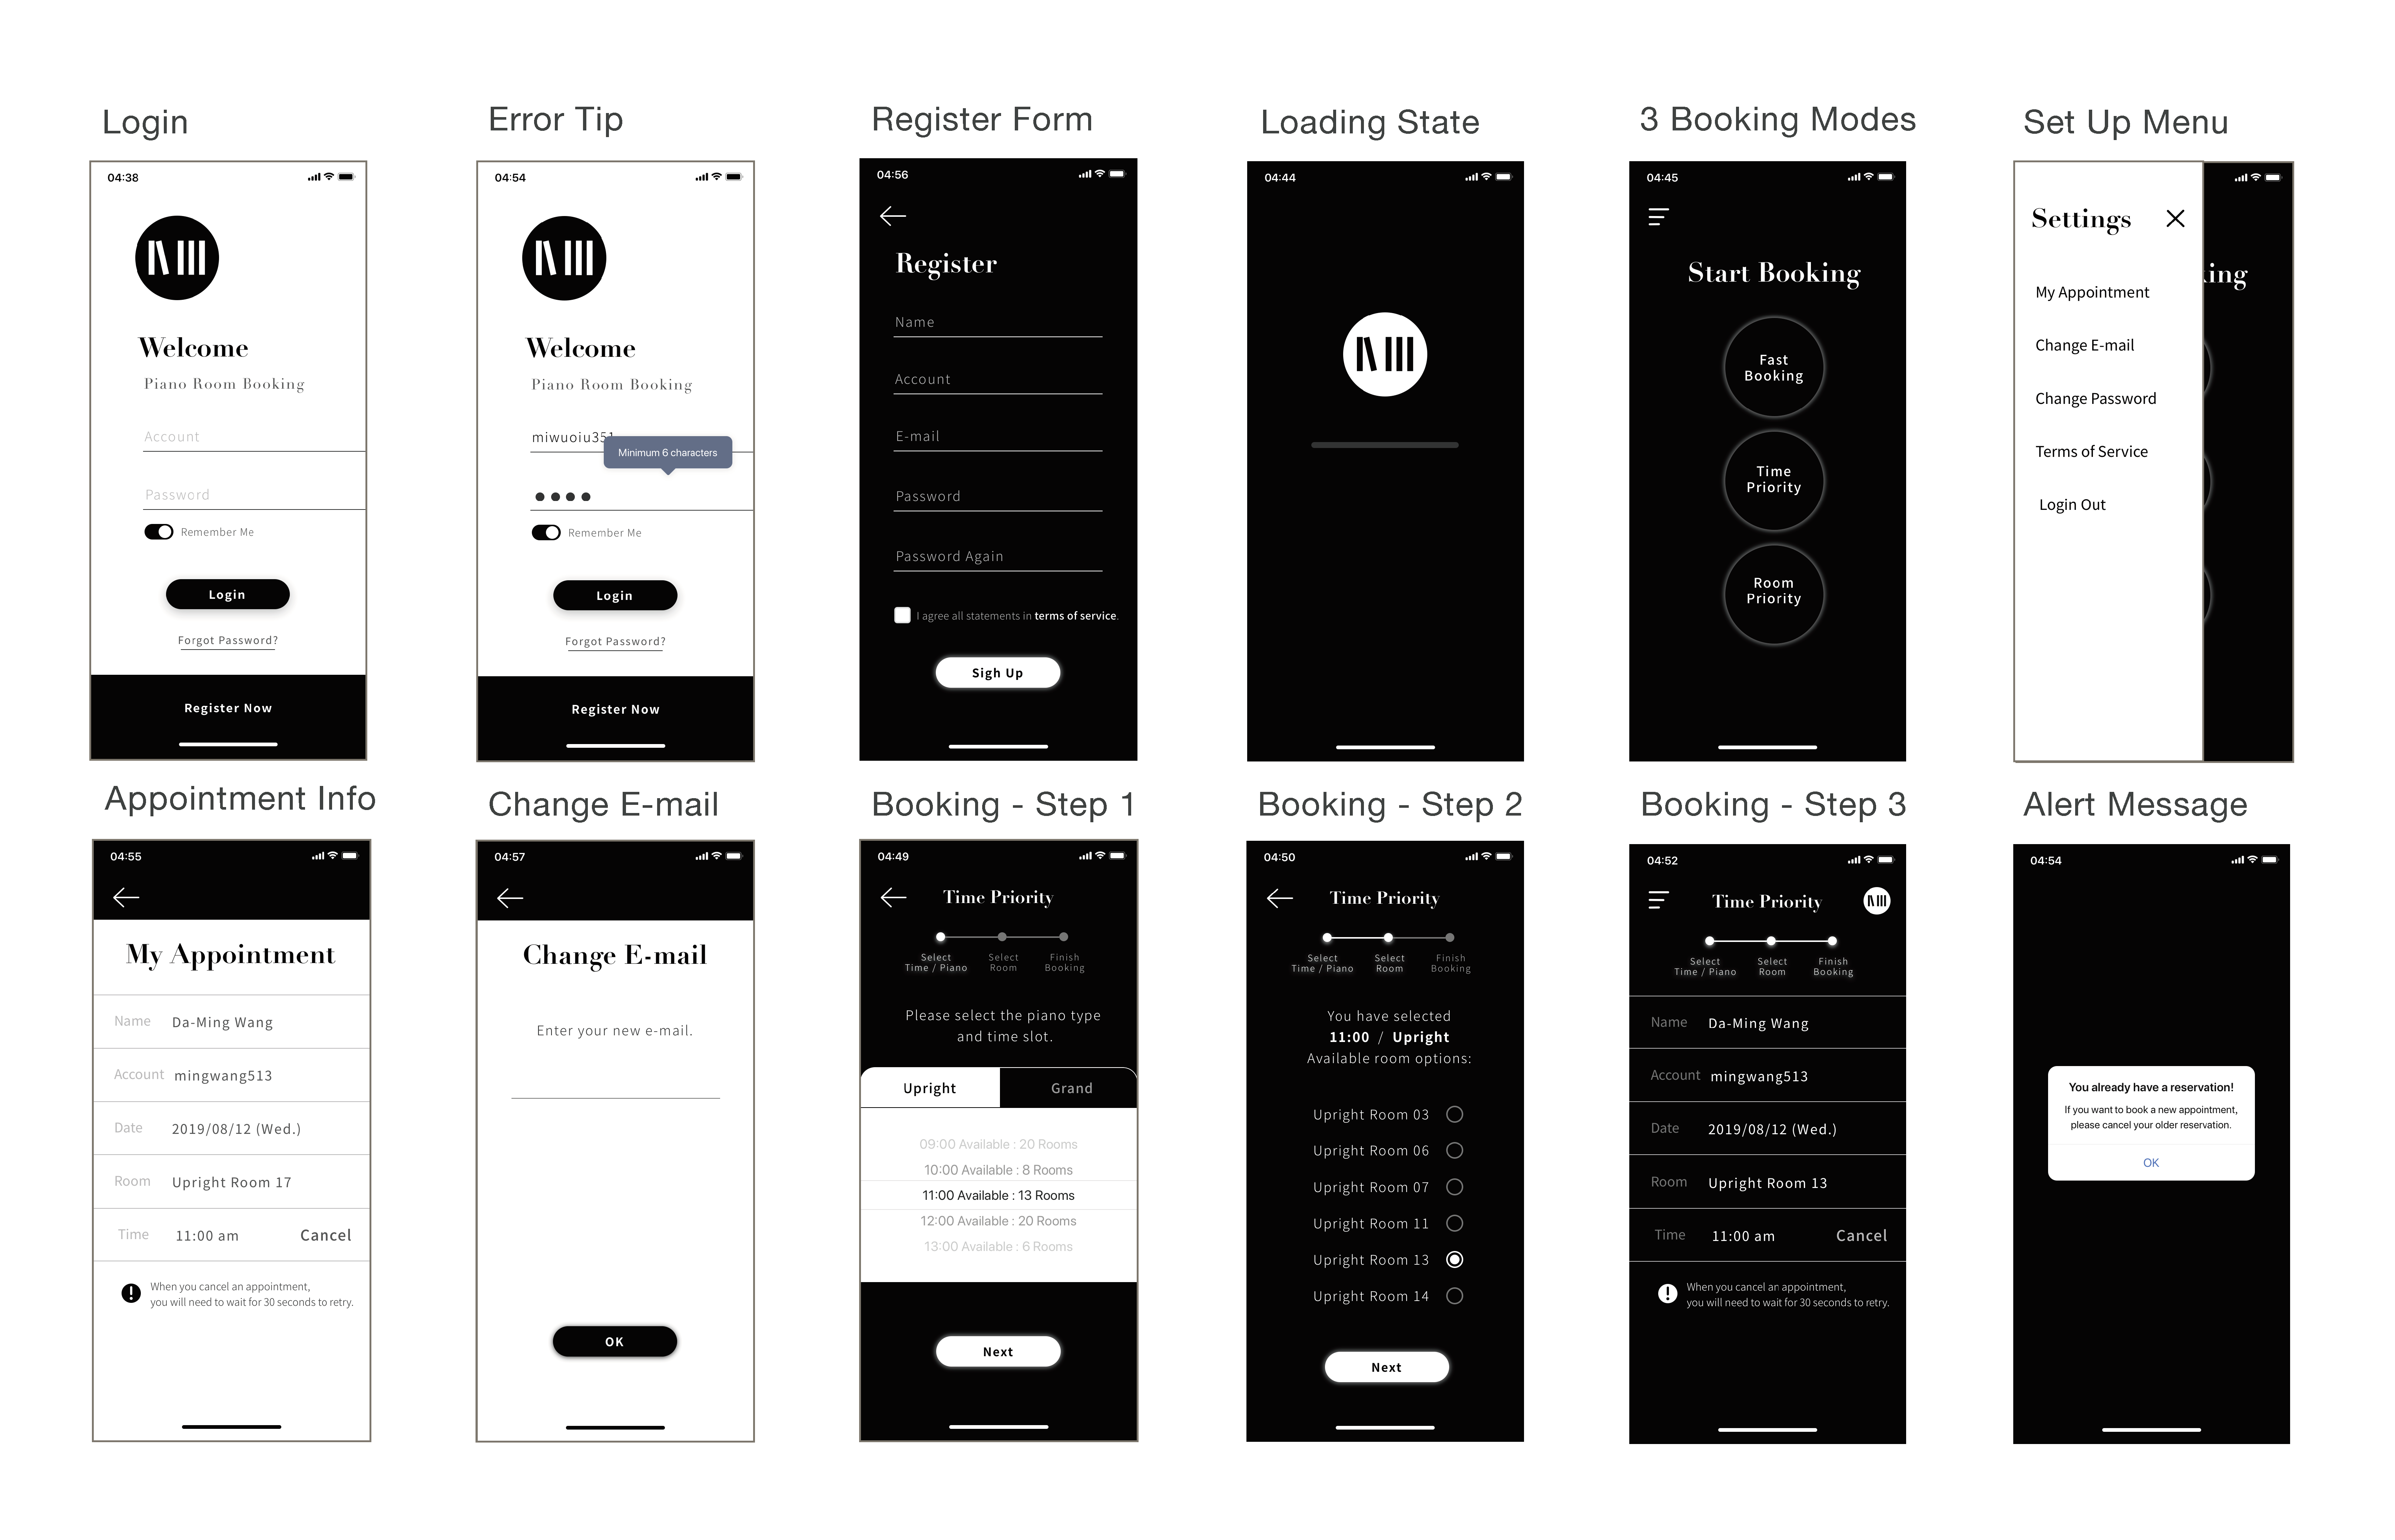 Login
04:38
Welcome
Piano Room Booking
Account
Password
Remember Me
Login
Forgot Password?
Register Now
Error Tip
04:54
Welcome
Piano Room Booking
miwuoiu351
Minimum 6 characters
Remember Me
Login
Forgot Password?
Register Now
Register Form
04:56
Register
Name
Account
E-mail
Password
Password Again
I agree all statements in terms of service.
Sigh Up
Loading State
04:44
3 Booking Modes
04:45
Start Booking
Fast
Booking
Time
Priority
Room
Priority
Set Up Menu
Settings
king
My Appointment
Change E-mail
Change Password
Terms of Service
Login Out
Appointment Info
04:55
My Appointment
Name Da-Ming Wang
Account mingwang513
Date 2019/08/12 (Wed.)
Room Upright Room 17
Time 11:00 am Cancel
When you cancel an appointment,
you will need to wait for 30 seconds to retry.
Change E-mail
04:57
Change E-mail
Enter your new e-mail.
OK
Booking - Step 1
04:49
Time Priority
Select Select Finish
Time / Piano Room Booking
Please select the piano type
and time slot.
Upright Grand
09:00 Available : 20 Rooms
10:00 Available : 8 Rooms
11:00 Available : 13 Rooms
12:00 Available : 20 Rooms
13:00 Available : 6 Rooms
Next
Booking - Step 2
04:50
Time Priority
Select Select Finish
Time / Piano Room Booking
You have selected
11:00 / Upright
Available room options:
Upright Room 03
Upright Room 06
Upright Room 07
Upright Room 11
Upright Room 13
Upright Room 14
Next
Booking - Step 3
04:52
Time Priority
Select Select Finish
Time / Piano Room Booking
Name Da-Ming Wang
Account mingwang513
Date 2019/08/12 (Wed.)
Room Upright Room 13
Time 11:00 am Cancel
When you cancel an appointment,
you will need to wait for 30 seconds to retry.
Alert Message
04:54
You already have a reservation!
If you want to book a new appointment,
please cancel your older reservation.
OK